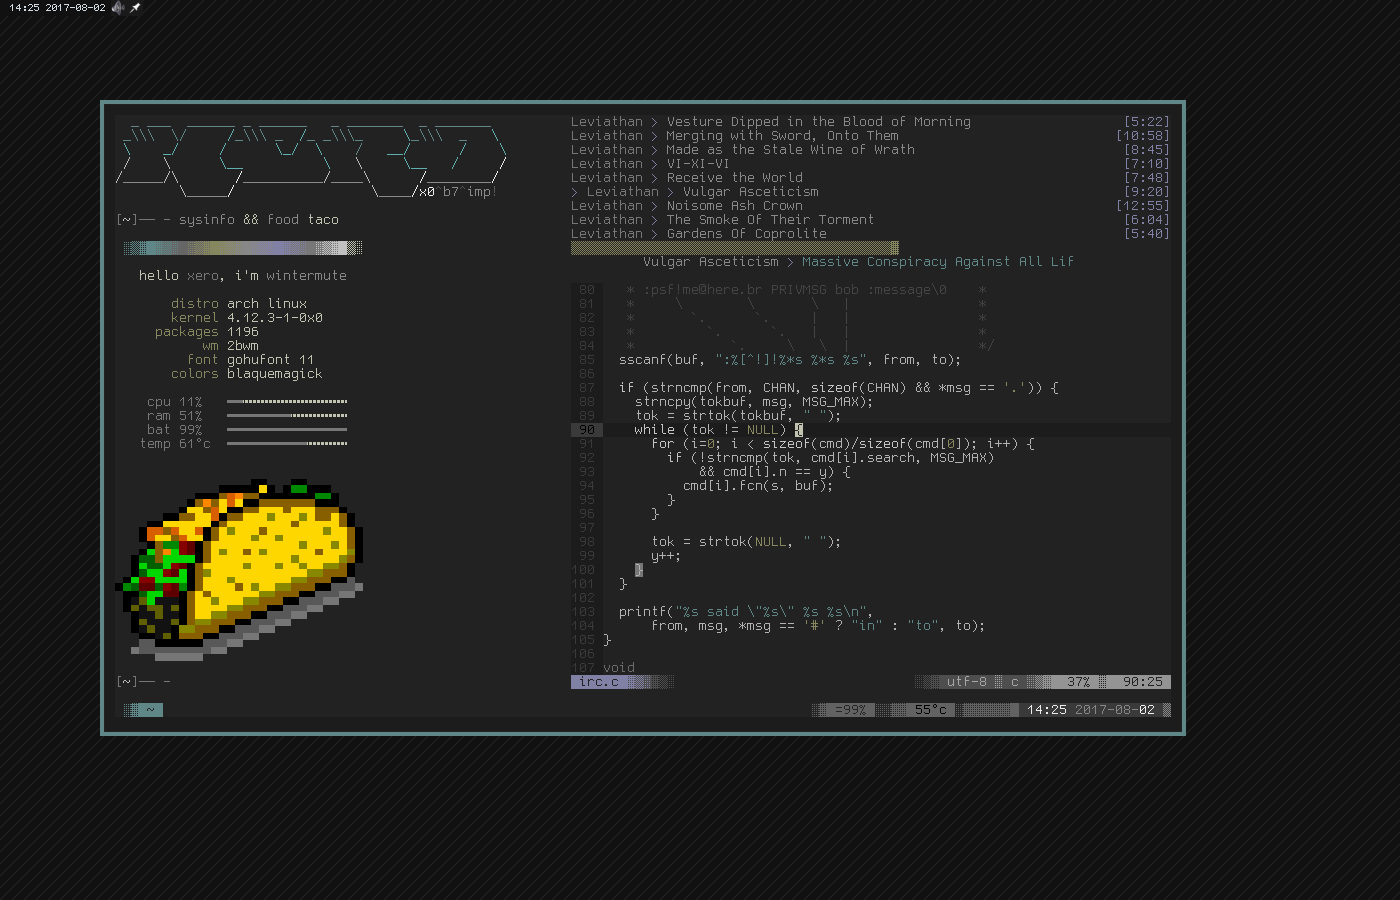 14:25 2017-08-02
x0^b7^imp!
[~]── - sysinfo && food taco
hello xero, i'm wintermute
distro arch linux
kernel 4.12.3-1-0x0
packages 1196
wm 2bwm
font gohufont 11
colors blaquemagick
cpu 11%
ram 51%
bat 99%
temp 61°c
[~]── -
~
Leviathan > Vesture Dipped in the Blood of Morning [5:22]
Leviathan > Merging with Sword, Onto Them [10:58]
Leviathan > Made as the Stale Wine of Wrath [8:45]
Leviathan > VI-XI-VI [7:10]
Leviathan > Receive the World [7:48]
> Leviathan > Vulgar Asceticism [9:20]
Leviathan > Noisome Ash Crown [12:55]
Leviathan > The Smoke Of Their Torment [6:04]
Leviathan > Gardens Of Coprolite [5:40]
Vulgar Asceticism > Massive Conspiracy Against All Lif
80 * :psf!me@here.br PRIVMSG bob :message\0 *
81 * \ \ \ | *
82 * `. `. | | *
83 * `. `. | | *
84 * `. \ \ | */
85 sscanf(buf, ":%[^!]!%*s %*s %s", from, to);
86
87 if (strncmp(from, CHAN, sizeof(CHAN) && *msg == '.')) {
88 strncpy(tokbuf, msg, MSG_MAX);
89 tok = strtok(tokbuf, " ");
90 while (tok != NULL) {
91 for (i=0; i < sizeof(cmd)/sizeof(cmd[0]); i++) {
92 if (!strncmp(tok, cmd[i].search, MSG_MAX)
93 && cmd[i].n == y) {
94 cmd[i].fcn(s, buf);
95 }
96 }
97
98 tok = strtok(NULL, " ");
99 y++;
100 }
101 }
102
103 printf("%s said \"%s\" %s %s\n",
104 from, msg, *msg == '#' ? "in" : "to", to);
105 }
106
107 void
irc.c utf-8 c 37% 90:25
=99% 55°c 14:25 2017-08-02